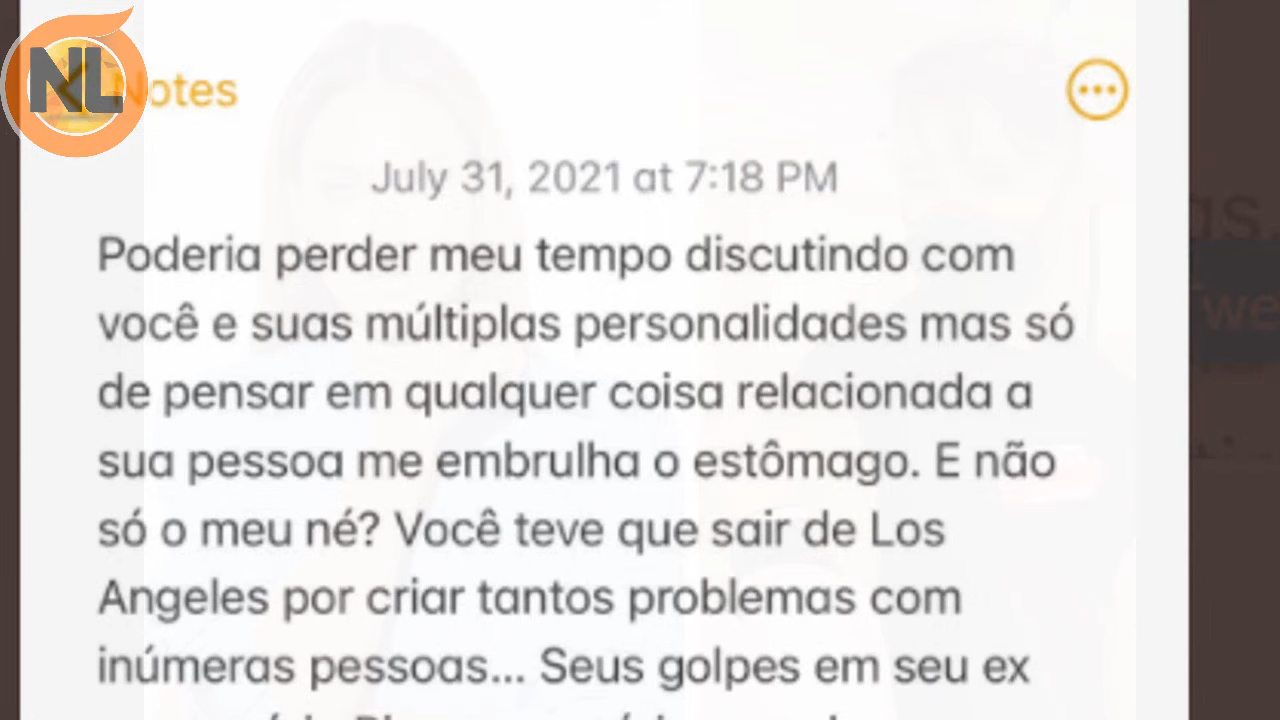 NL
Notes
July 31, 2021 at 7:18 PM
Poderia perder meu tempo discutindo com
você e suas múltiplas personalidades mas só
de pensar em qualquer coisa relacionada a
sua pessoa me embrulha o estômago. E não
só o meu né? Você teve que sair de Los
Angeles por criar tantos problemas com
inúmeras pessoas... Seus golpes em seu ex